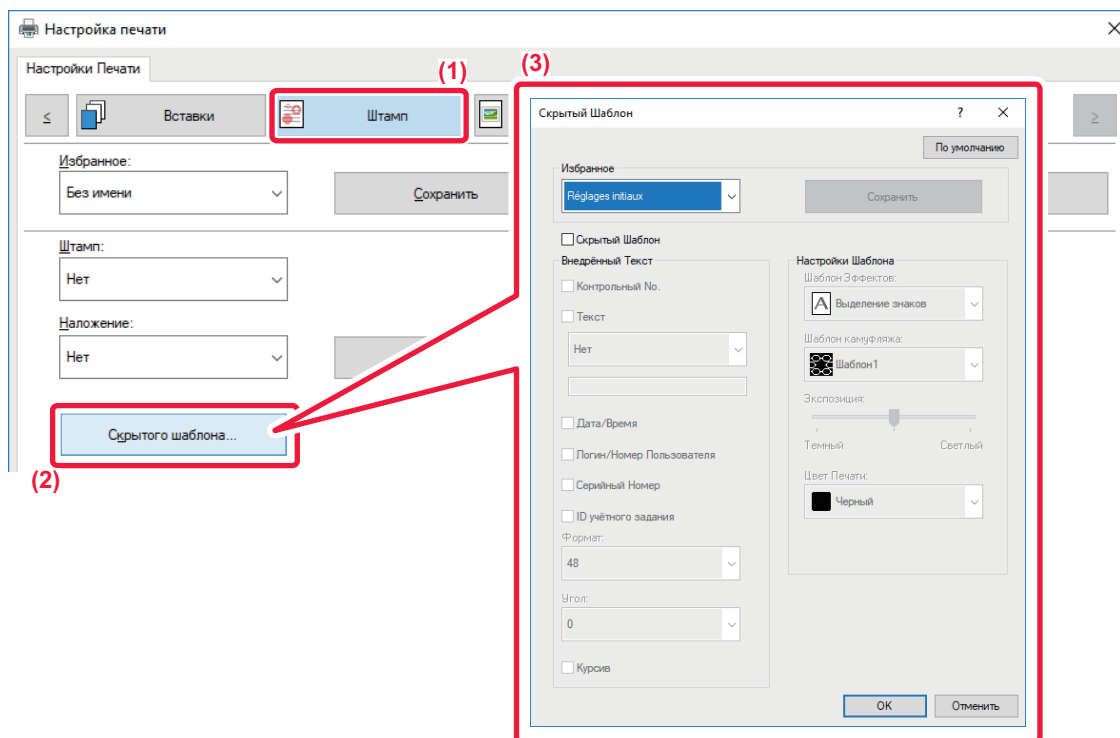 Настройка печати
Настройки Печати
(1)
(3)
<
Вставки
Штамп
>
Избранное:
Без имени
Сохранить
Штамп:
Нет
Наложение:
Нет
Скрытого шаблона...
(2)
Скрытый Шаблон
?
По умолчанию
Избранное
Réglages initiaux
Сохранить
Скрытый Шаблон
Внедрённый Текст
Контрольный No.
Текст
Нет
Дата/Время
Логин/Номер Пользователя
Серийный Номер
ID учётного задания
Формат:
48
Угол:
0
Курсив
Настройки Шаблона
Шаблон Эффектов:
A Выделение знаков
Шаблон камуфляжа:
Шаблон1
Экспозиция:
Темный Светлый
Цвет Печати:
Черный
OK Отменить